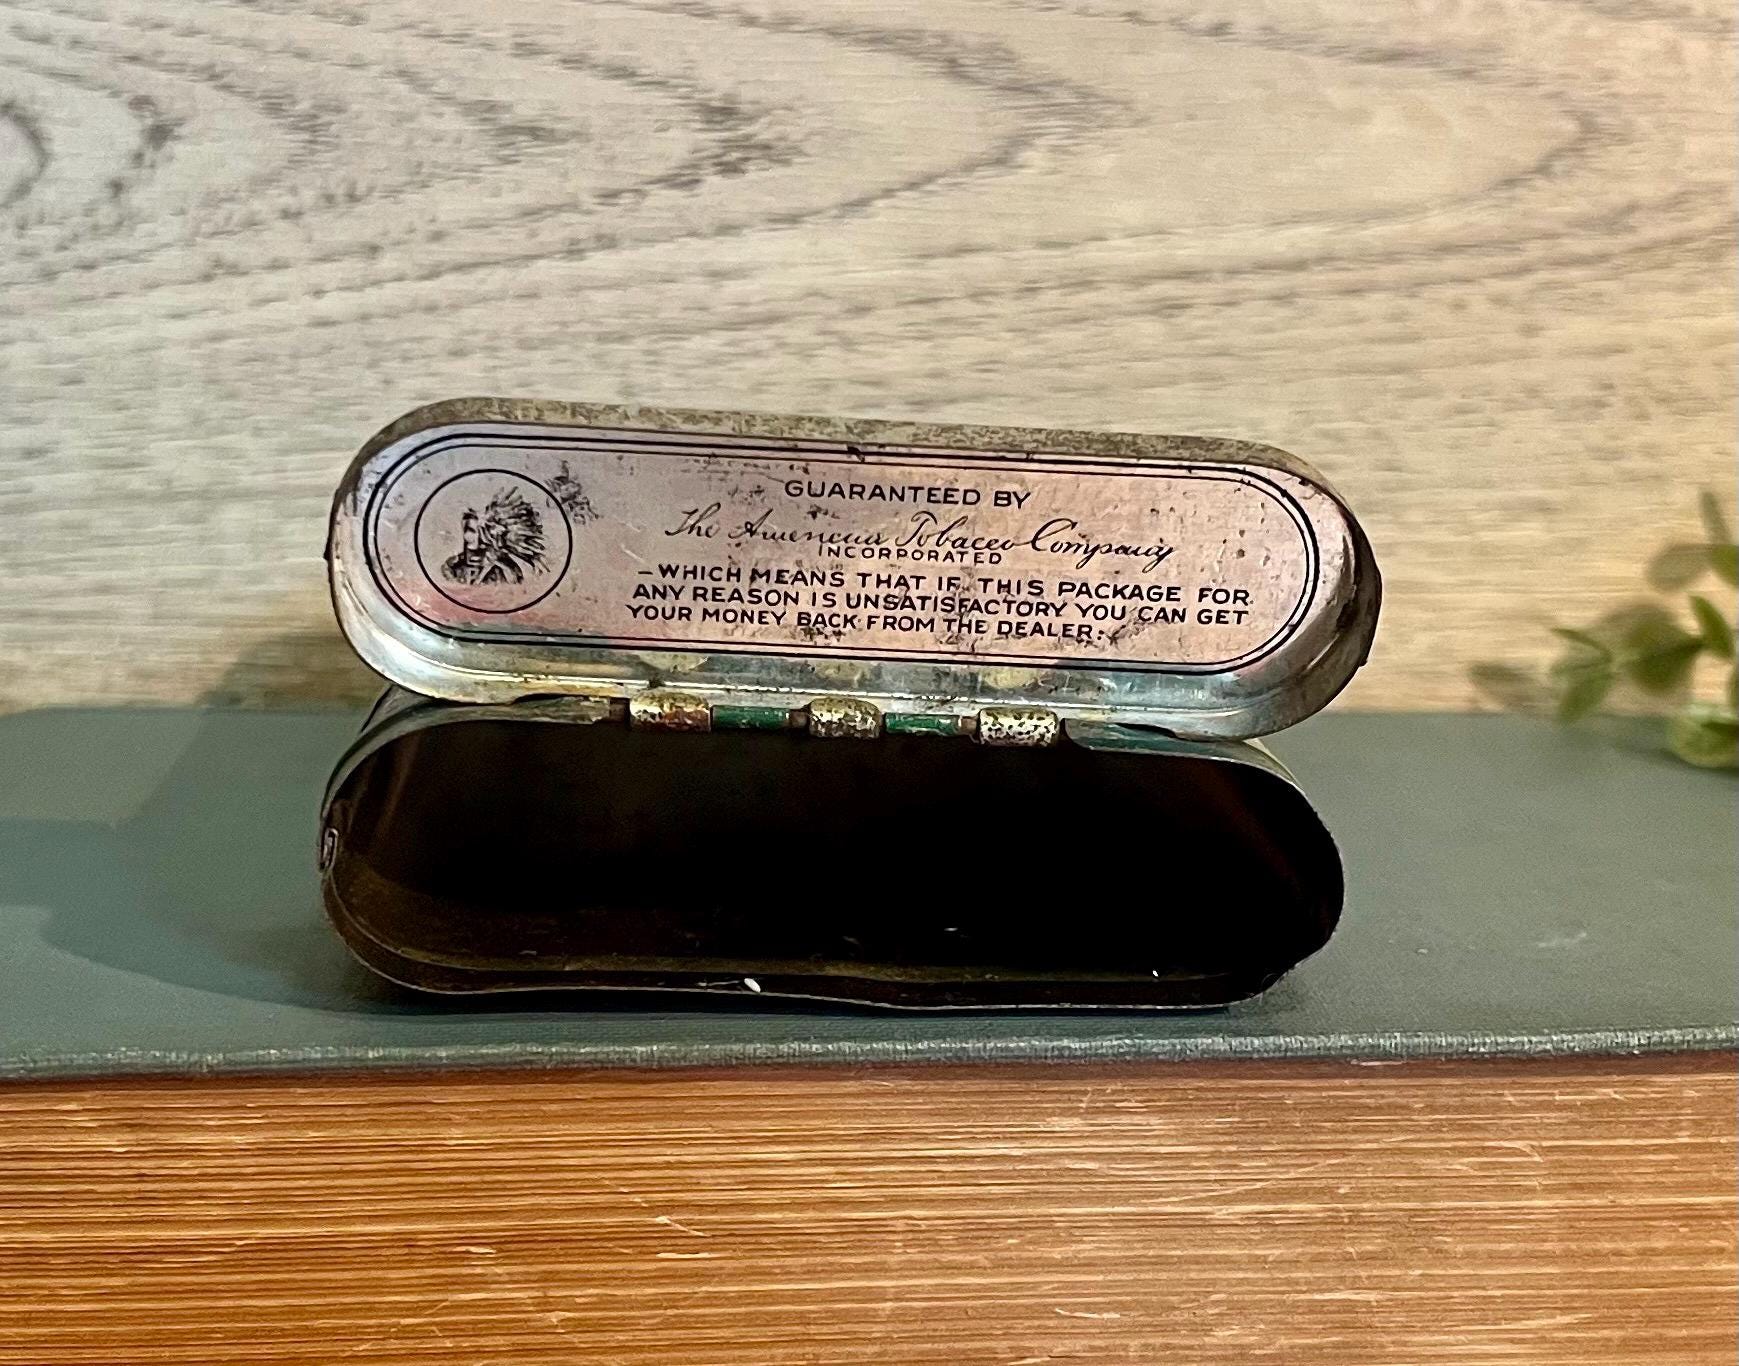 GUARANTEED BY
The American Tobacco Company
INCORPORATED
—WHICH MEANS THAT IF THIS PACKAGE FOR
ANY REASON IS UNSATISFACTORY YOU CAN GET
YOUR MONEY BACK FROM THE DEALER: